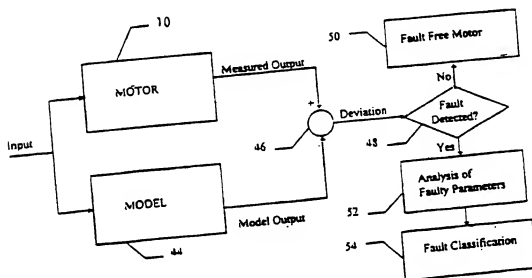 10
50
Fault Free Motor
MOTOR
Measured Output
No
+
Deviation
Fault
Detected?
Input
46
48
Yes
MODEL
Analysis of
Faulty Parameters
52
Model Output
44
54
Fault Classification